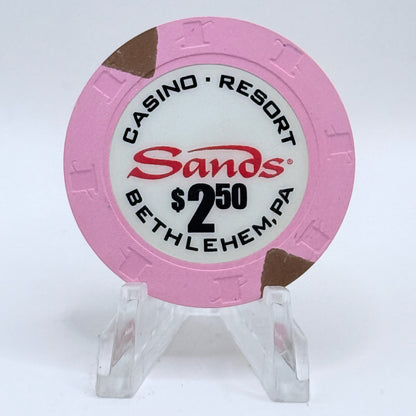 CASINO · RESORT
Sands®
$2.50
BETHLEHEM, PA